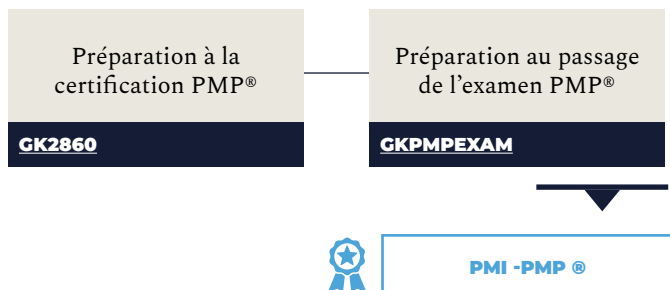 Préparation à la
certification PMP®
GK2860
Préparation au passage
de l'examen PMP®
GKPMPEXAM
PMI -PMP ®